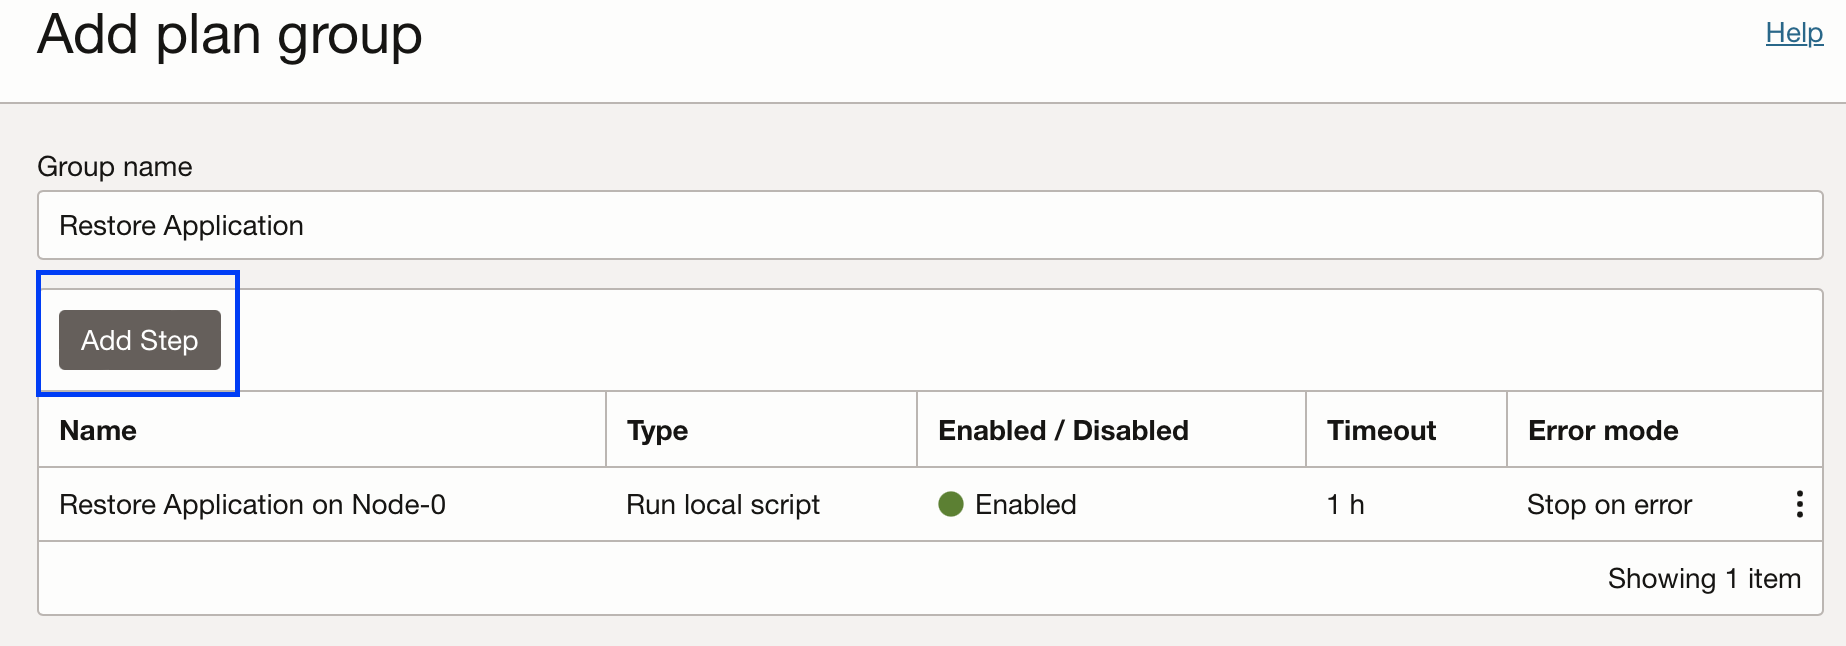 Add plan group
Help
Group name
Restore Application
Add Step
Name Type Enabled / Disabled Timeout Error mode
Restore Application on Node-0 Run local script Enabled 1 h Stop on error
Showing 1 item